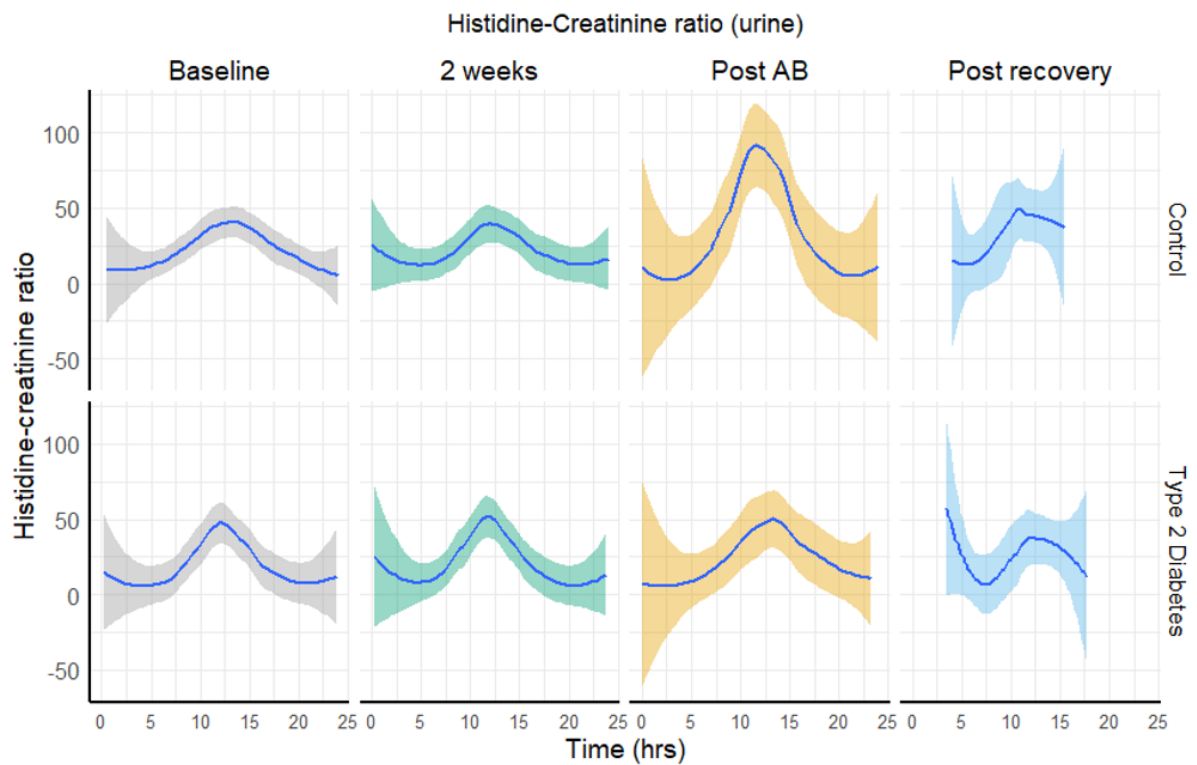 Histidine-Creatinine ratio (urine)
Baseline 2 weeks Post AB Post recovery
Histidine-creatinine ratio
100
50
0
-50
Control
100
50
0
-50
Type 2 Diabetes
0 5 10 15 20 25 0 5 10 15 20 25 0 5 10 15 20 25 5 10 15 20 25
Time (hrs)